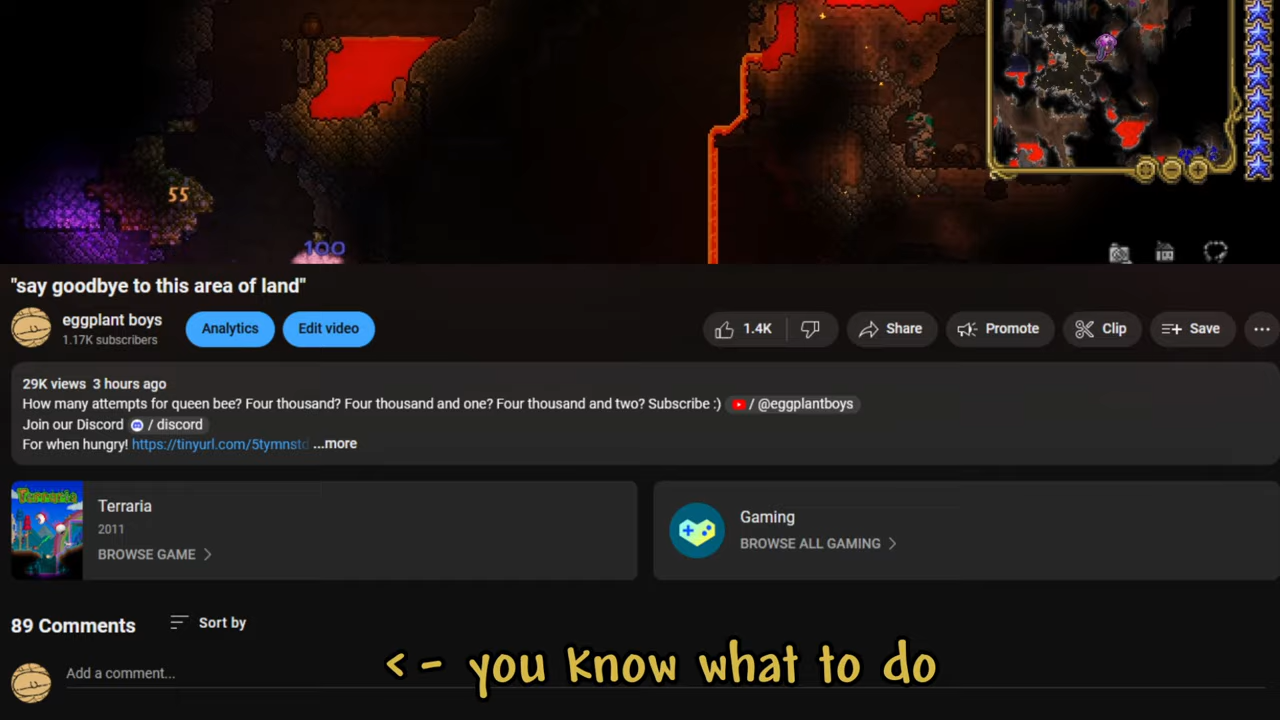 55
100
"say goodbye to this area of land"
eggplant boys
1.17K subscribers
Analytics
Edit video
1.4K
Share
Promote
Clip
Save
29K views 3 hours ago
How many attempts for queen bee? Four thousand? Four thousand and one? Four thousand and two? Subscribe :) / @eggplantboys
Join our Discord / discord
For when hungry! https://tinyurl.com/5tymnstc ...more
Terraria
Terraria
2011
BROWSE GAME
Gaming
BROWSE ALL GAMING
89 Comments
Sort by
Add a comment...
<- you know what to do